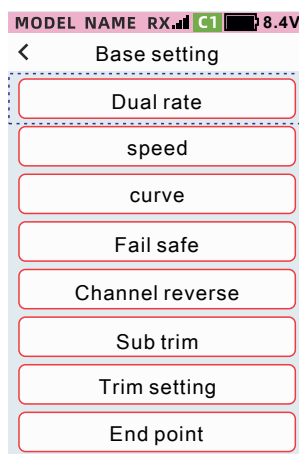 MODEL NAME RX C1 8.4V
Base setting
Dual rate
speed
curve
Fail safe
Channel reverse
Sub trim
Trim setting
End point